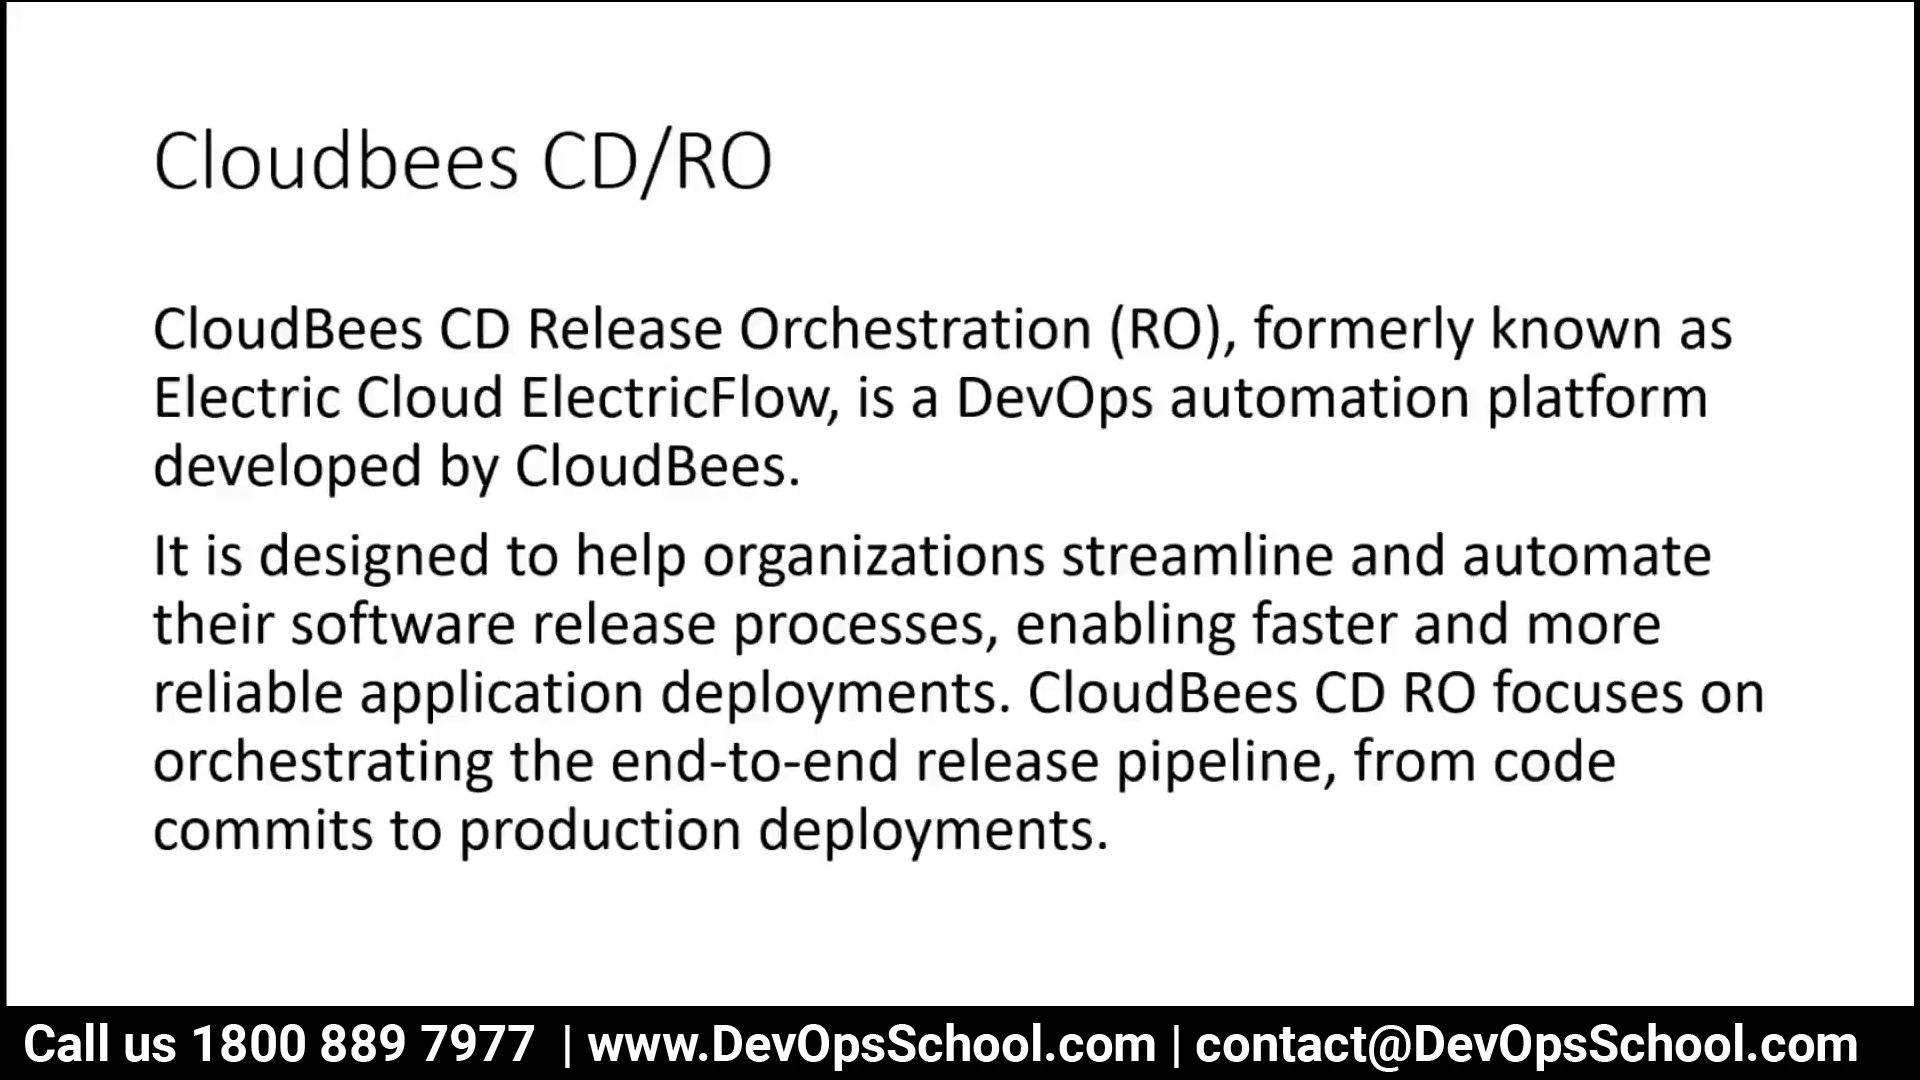 Cloudbees CD/RO
CloudBees CD Release Orchestration (RO), formerly known as
Electric Cloud ElectricFlow, is a DevOps automation platform
developed by CloudBees.
It is designed to help organizations streamline and automate
their software release processes, enabling faster and more
reliable application deployments. CloudBees CD RO focuses on
orchestrating the end-to-end release pipeline, from code
commits to production deployments.
Call us 1800 889 7977 | www.DevOpsSchool.com | contact@DevOpsSchool.com